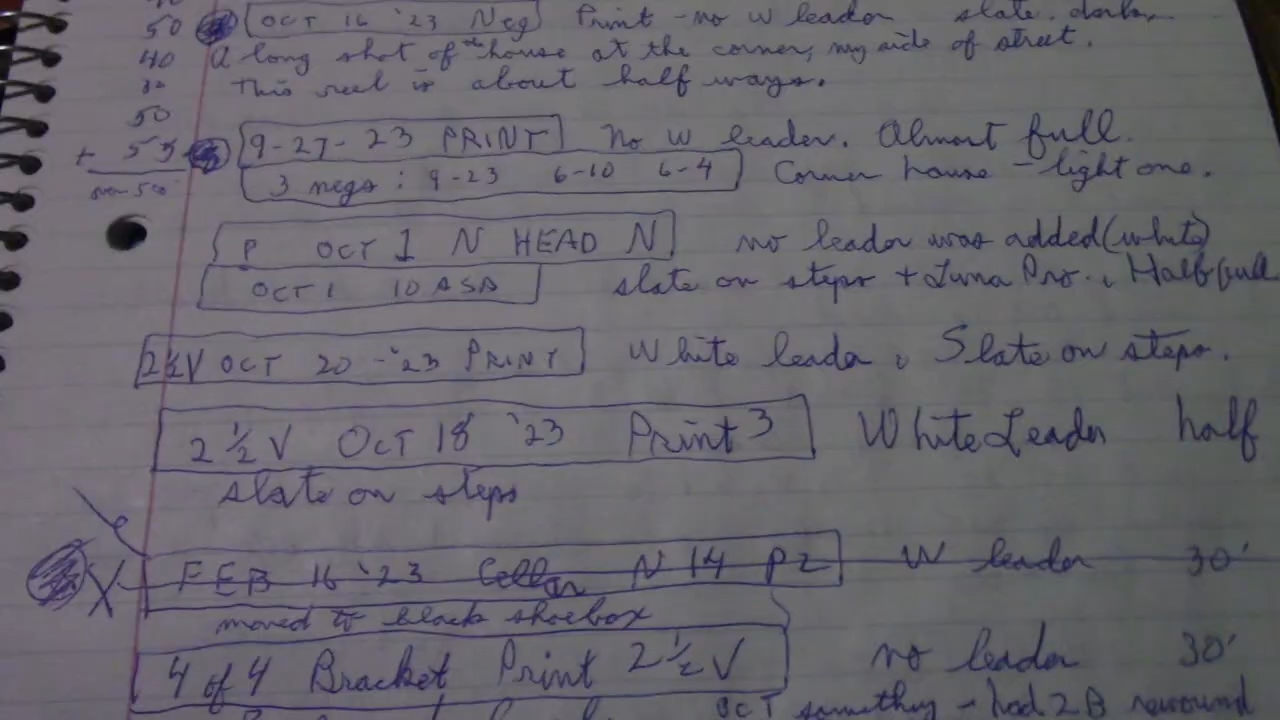 50 OCT 16 '23 Neg Print - no W leader slate. dark
40 A long shot of the house at the corner, my side of street.
30 This reel is about half ways.
50
+ 55 9-27-23 PRINT No W leader. Almost full.
3 negs: 9-23 6-10 6-4 Corner house - light one.
P OCT 1 N HEAD N no leader was added (white)
OCT 1 10 ASA slate on steps + Luna Pro. Half full
2½V OCT 20 - '23 PRINT White leader. Slate on steps.
2½V OCT 18 '23 Print 3 White Leader half
slate on steps
X FEB 16 '23 Cellar N 14 P2 W leader 30'
moved to black shoebox
4 of 4 Bracket Print 2½V no leader 30'
OCT something - had 2 B rewound